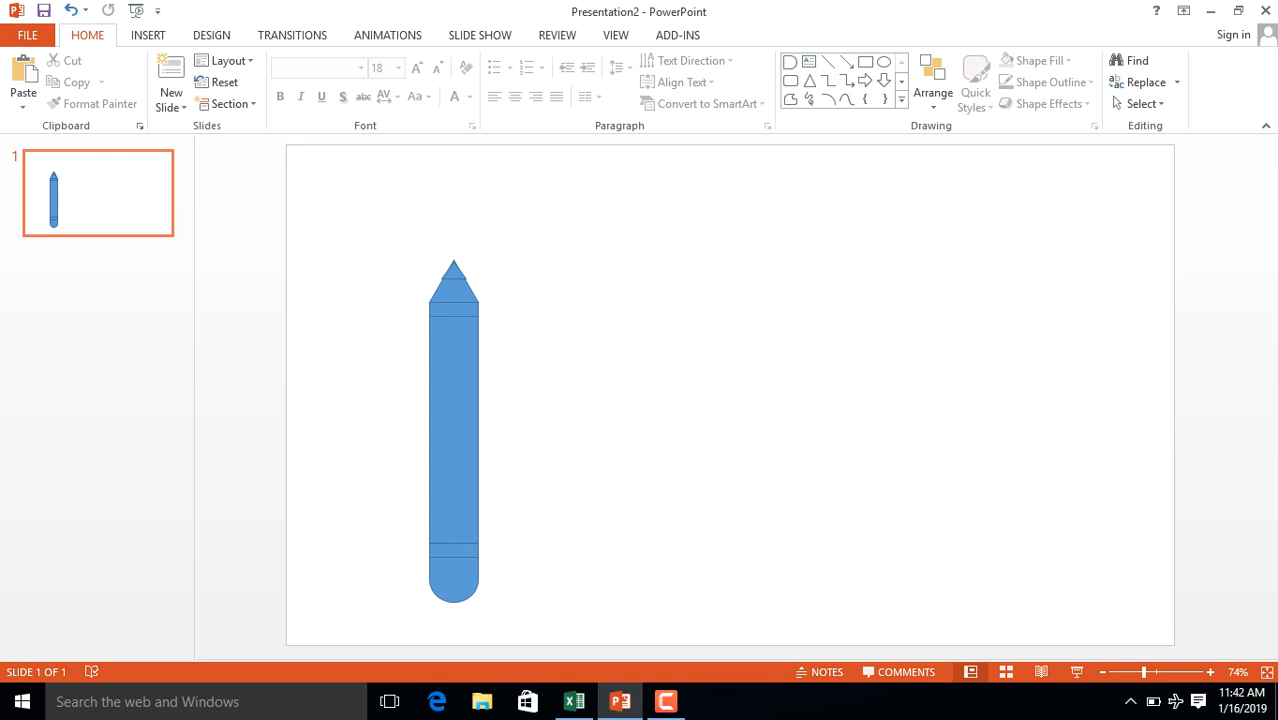 Presentation2 - PowerPoint
FILE HOME INSERT DESIGN TRANSITIONS ANIMATIONS SLIDE SHOW REVIEW VIEW ADD-INS Sign in
Paste
Cut
Copy
Format Painter
Clipboard
New
Slide
Layout
Reset
Section
Slides
18
B I U S abc AV Aa A
Font
Text Direction
Align Text
Convert to SmartArt
Paragraph
Arrange
Quick
Styles
Shape Fill
Shape Outline
Shape Effects
Drawing
Find
Replace
Select
Editing
1
SLIDE 1 OF 1
NOTES
COMMENTS
74%
Search the web and Windows
11:42 AM
1/16/2019